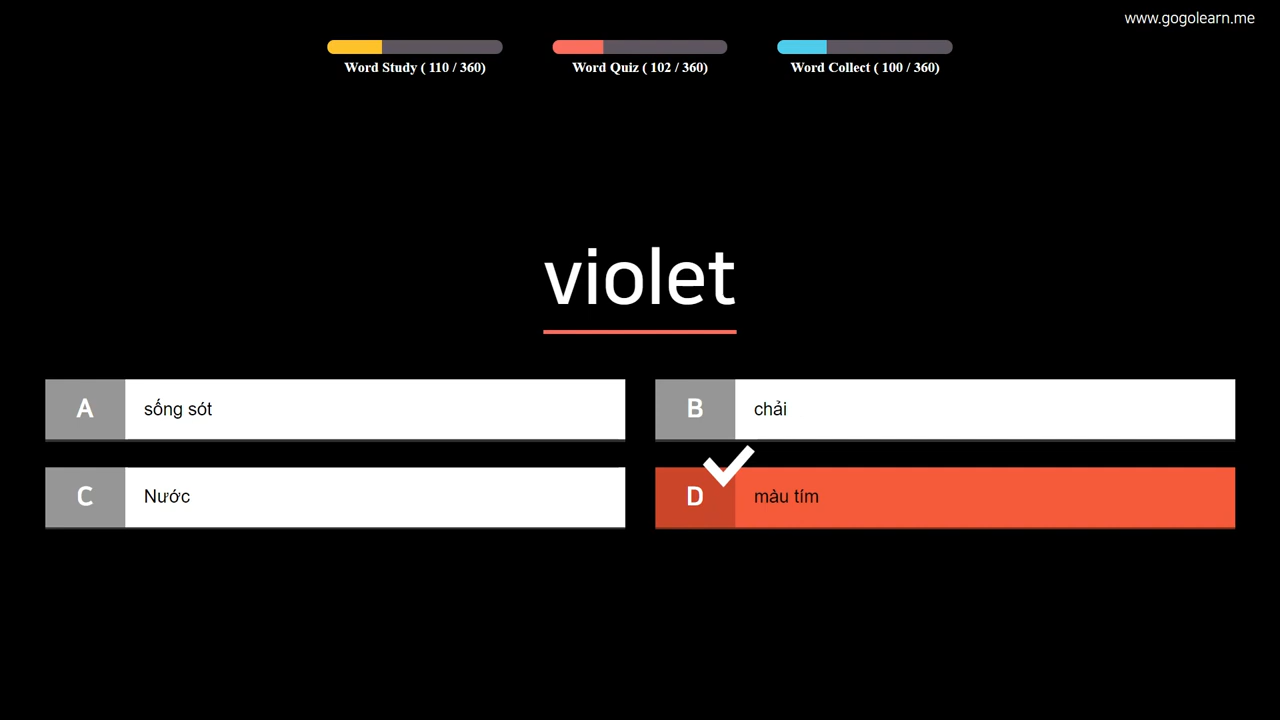 www.gogolearn.me
Word Study ( 110 / 360)
Word Quiz ( 102 / 360)
Word Collect ( 100 / 360)
violet
A sống sót
B chải
C Nước
D màu tím